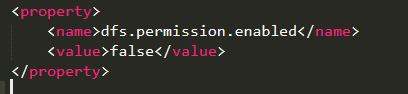 <property>
<name>dfs.permission.enabled</name>
<value>false</value>
</property>